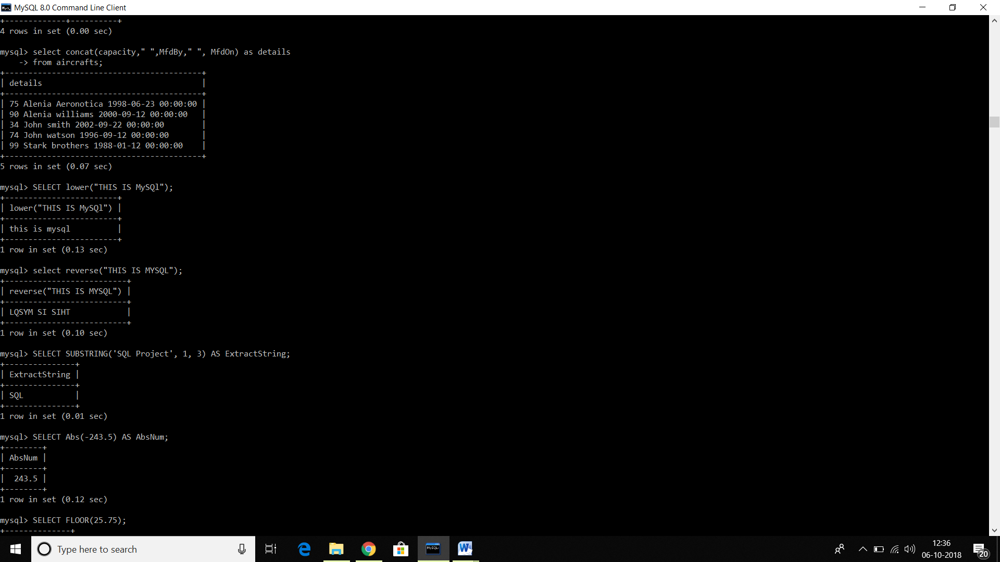 MySQL 8.0 Command Line Client
+-------------+----------+
4 rows in set (0.00 sec)
mysql> select concat(capacity," ",MfdBy," ", MfdOn) as details
    -> from aircrafts;
+------------------------------------------+
| details                                  |
+------------------------------------------+
| 75 Alenia Aeronotica 1998-06-23 00:00:00 |
| 90 Alenia williams 2000-09-12 00:00:00   |
| 34 John smith 2002-09-22 00:00:00        |
| 74 John watson 1996-09-12 00:00:00       |
| 99 Stark brothers 1988-01-12 00:00:00    |
+------------------------------------------+
5 rows in set (0.07 sec)
mysql> SELECT lower("THIS IS MySQl");
+------------------------+
| lower("THIS IS MySQl") |
+------------------------+
| this is mysql          |
+------------------------+
1 row in set (0.13 sec)
mysql> select reverse("THIS IS MYSQL");
+--------------------------+
| reverse("THIS IS MYSQL") |
+--------------------------+
| LQSYM SI SIHT            |
+--------------------------+
1 row in set (0.10 sec)
mysql> SELECT SUBSTRING('SQL Project', 1, 3) AS ExtractString;
+---------------+
| ExtractString |
+---------------+
| SQL           |
+---------------+
1 row in set (0.01 sec)
mysql> SELECT Abs(-243.5) AS AbsNum;
+--------+
| AbsNum |
+--------+
|  243.5 |
+--------+
1 row in set (0.12 sec)
mysql> SELECT FLOOR(25.75);
+--------------+
Type here to search
MySQL
W
12:36
06-10-2018
20